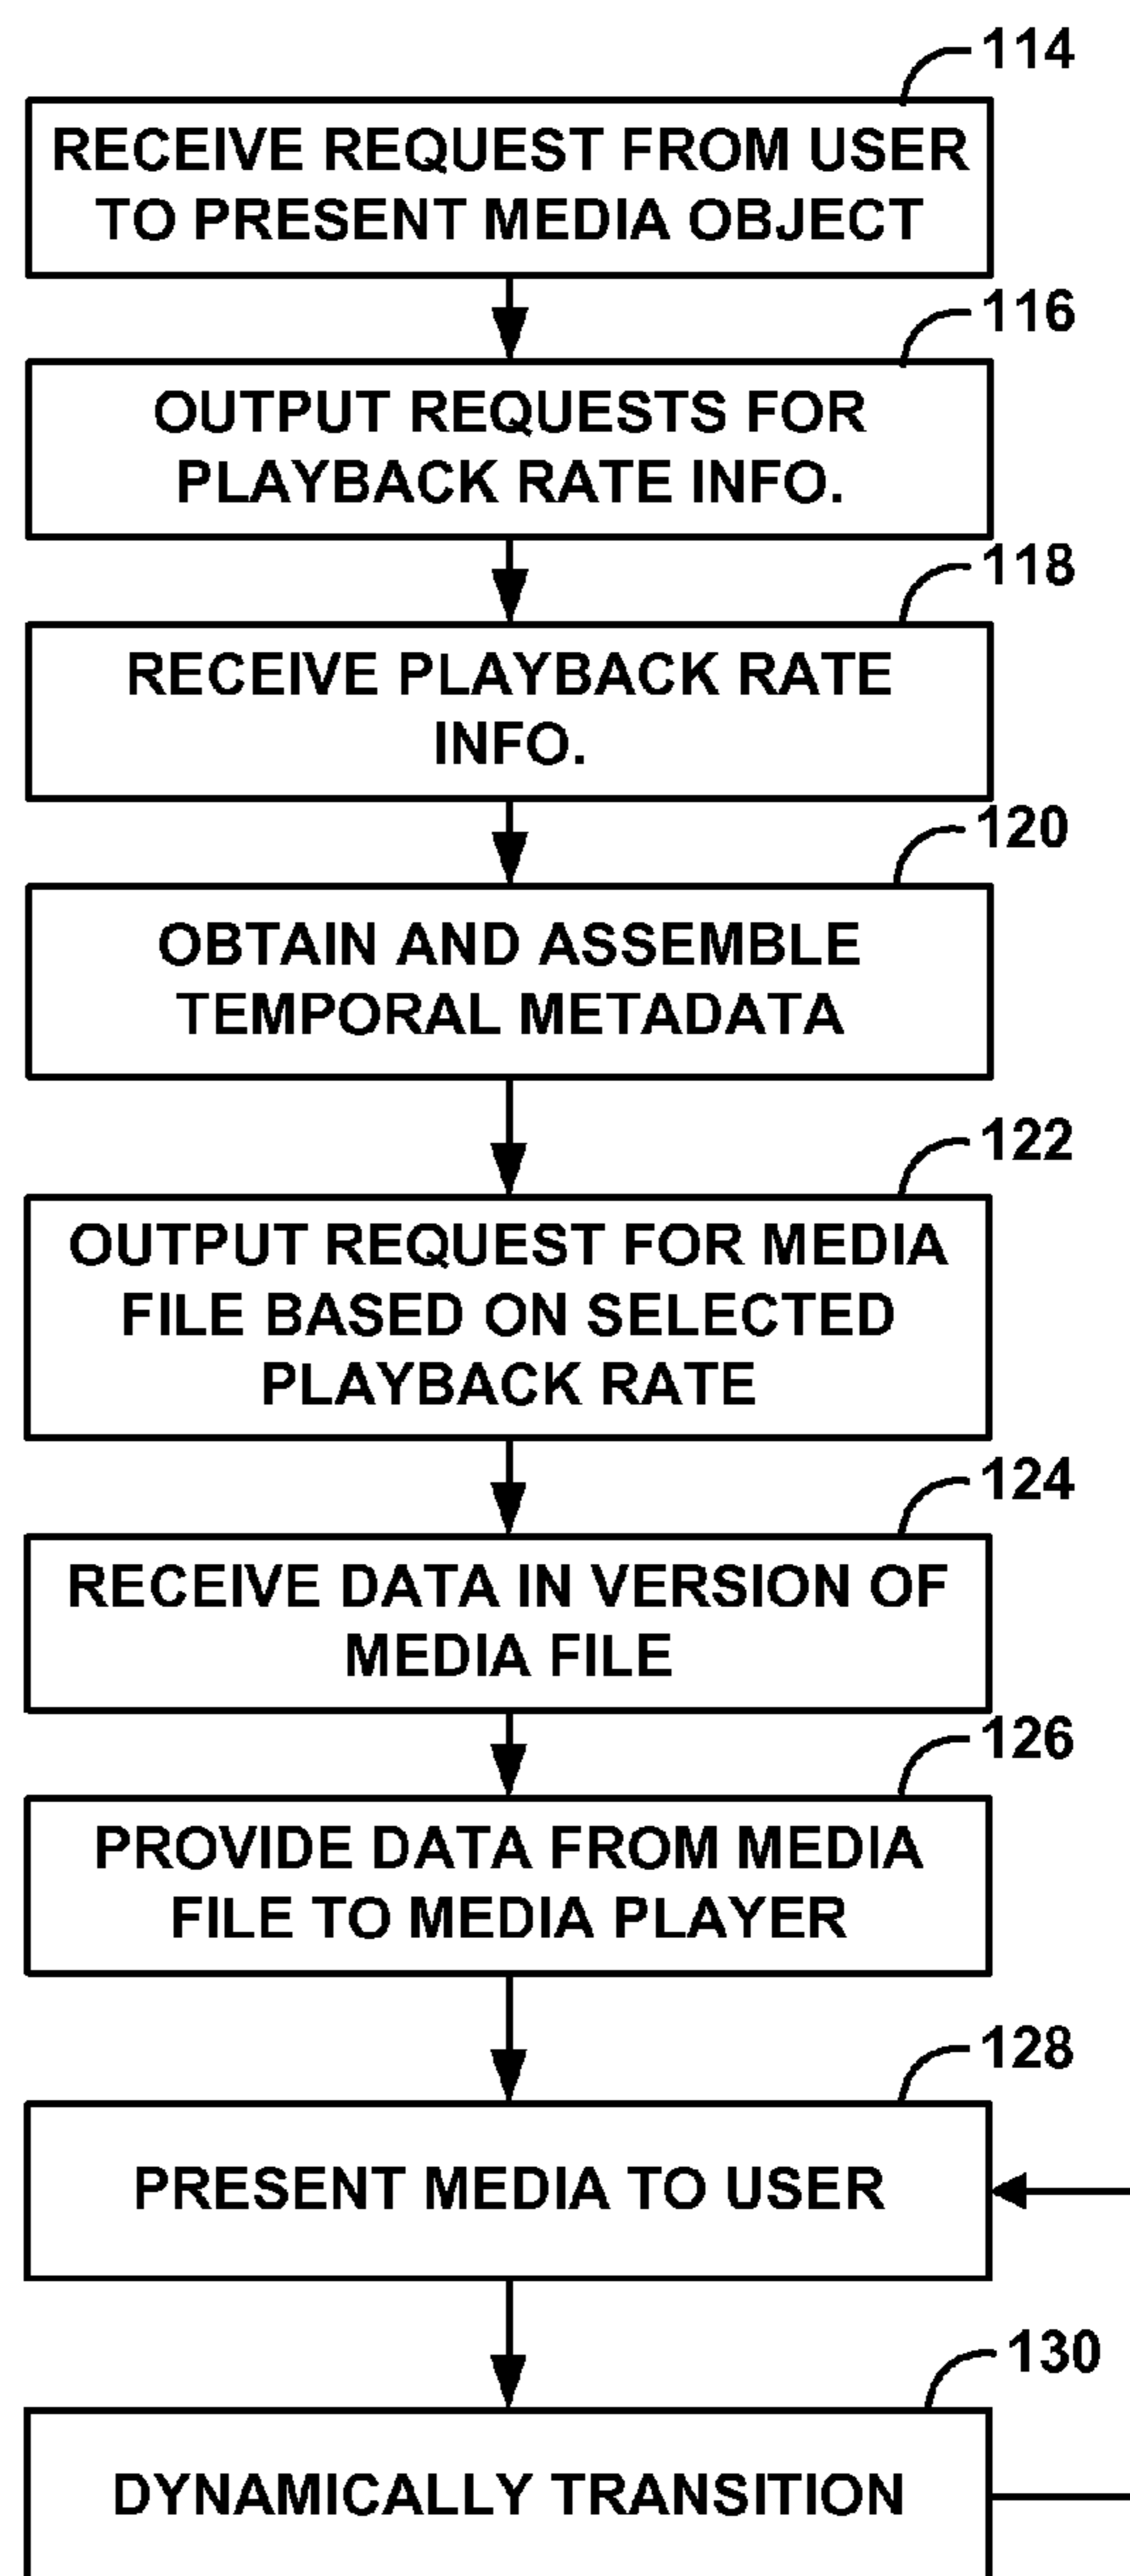 114
RECEIVE REQUEST FROM USER
TO PRESENT MEDIA OBJECT
116
OUTPUT REQUESTS FOR
PLAYBACK RATE INFO.
118
RECEIVE PLAYBACK RATE
INFO.
120
OBTAIN AND ASSEMBLE
TEMPORAL METADATA
122
OUTPUT REQUEST FOR MEDIA
FILE BASED ON SELECTED
PLAYBACK RATE
124
RECEIVE DATA IN VERSION OF
MEDIA FILE
126
PROVIDE DATA FROM MEDIA
FILE TO MEDIA PLAYER
128
PRESENT MEDIA TO USER
130
DYNAMICALLY TRANSITION